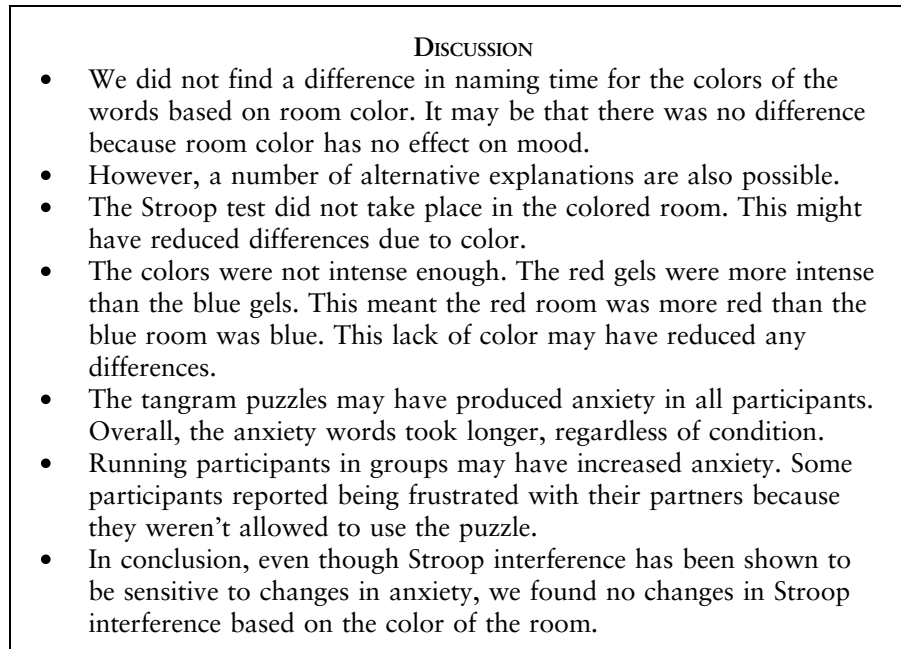 DISCUSSION
• We did not find a difference in naming time for the colors of the
words based on room color. It may be that there was no difference
because room color has no effect on mood.
• However, a number of alternative explanations are also possible.
• The Stroop test did not take place in the colored room. This might
have reduced differences due to color.
• The colors were not intense enough. The red gels were more intense
than the blue gels. This meant the red room was more red than the
blue room was blue. This lack of color may have reduced any
differences.
• The tangram puzzles may have produced anxiety in all participants.
Overall, the anxiety words took longer, regardless of condition.
• Running participants in groups may have increased anxiety. Some
participants reported being frustrated with their partners because
they weren't allowed to use the puzzle.
• In conclusion, even though Stroop interference has been shown to
be sensitive to changes in anxiety, we found no changes in Stroop
interference based on the color of the room.